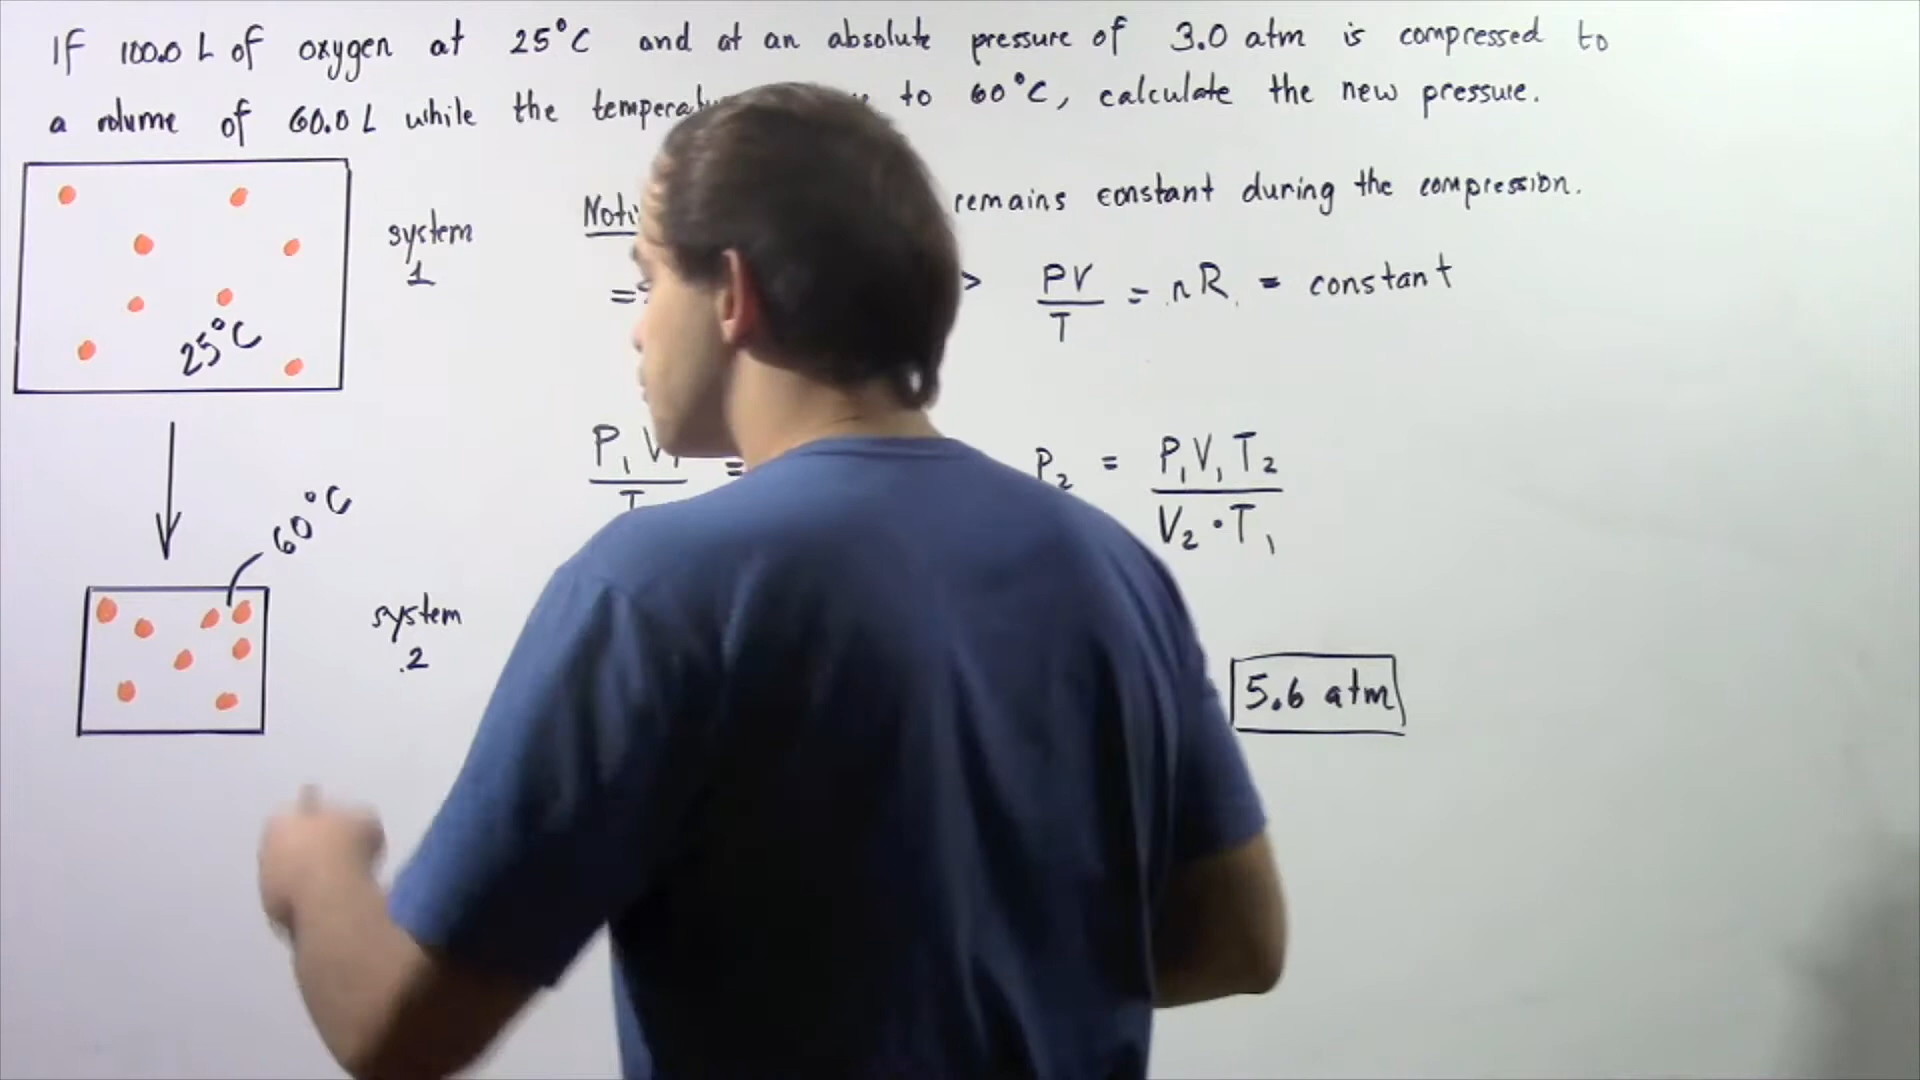 If 100.0 L of oxygen at 25°C and at an absolute pressure of 3.0 atm is compressed to
a volume of 60.0 L while the to 60°C, calculate the new pressure.
remains constant during the compression.
system
1
25°C
PV/T = nR = constant
P₁V₁/T =
P₂ = P₁V₁T₂/V₂·T₁
60°C
system
2
5.6 atm